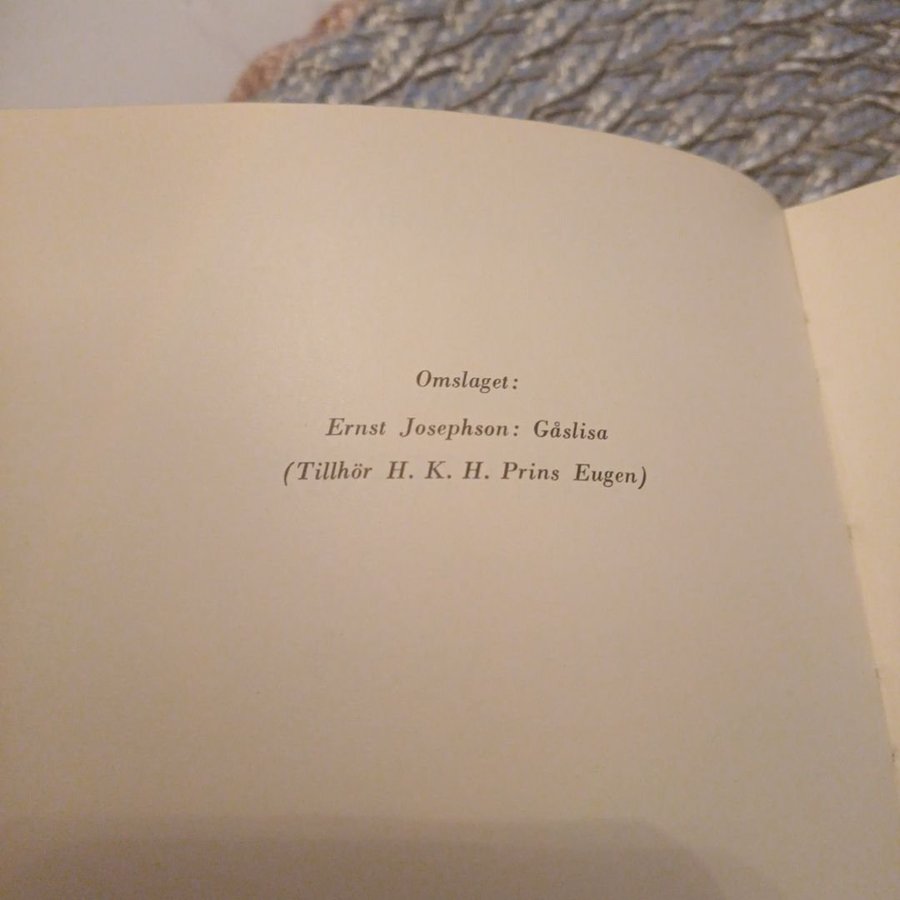 Omslaget:
Ernst Josephson: Gåslisa
(Tillhör H. K. H. Prins Eugen)